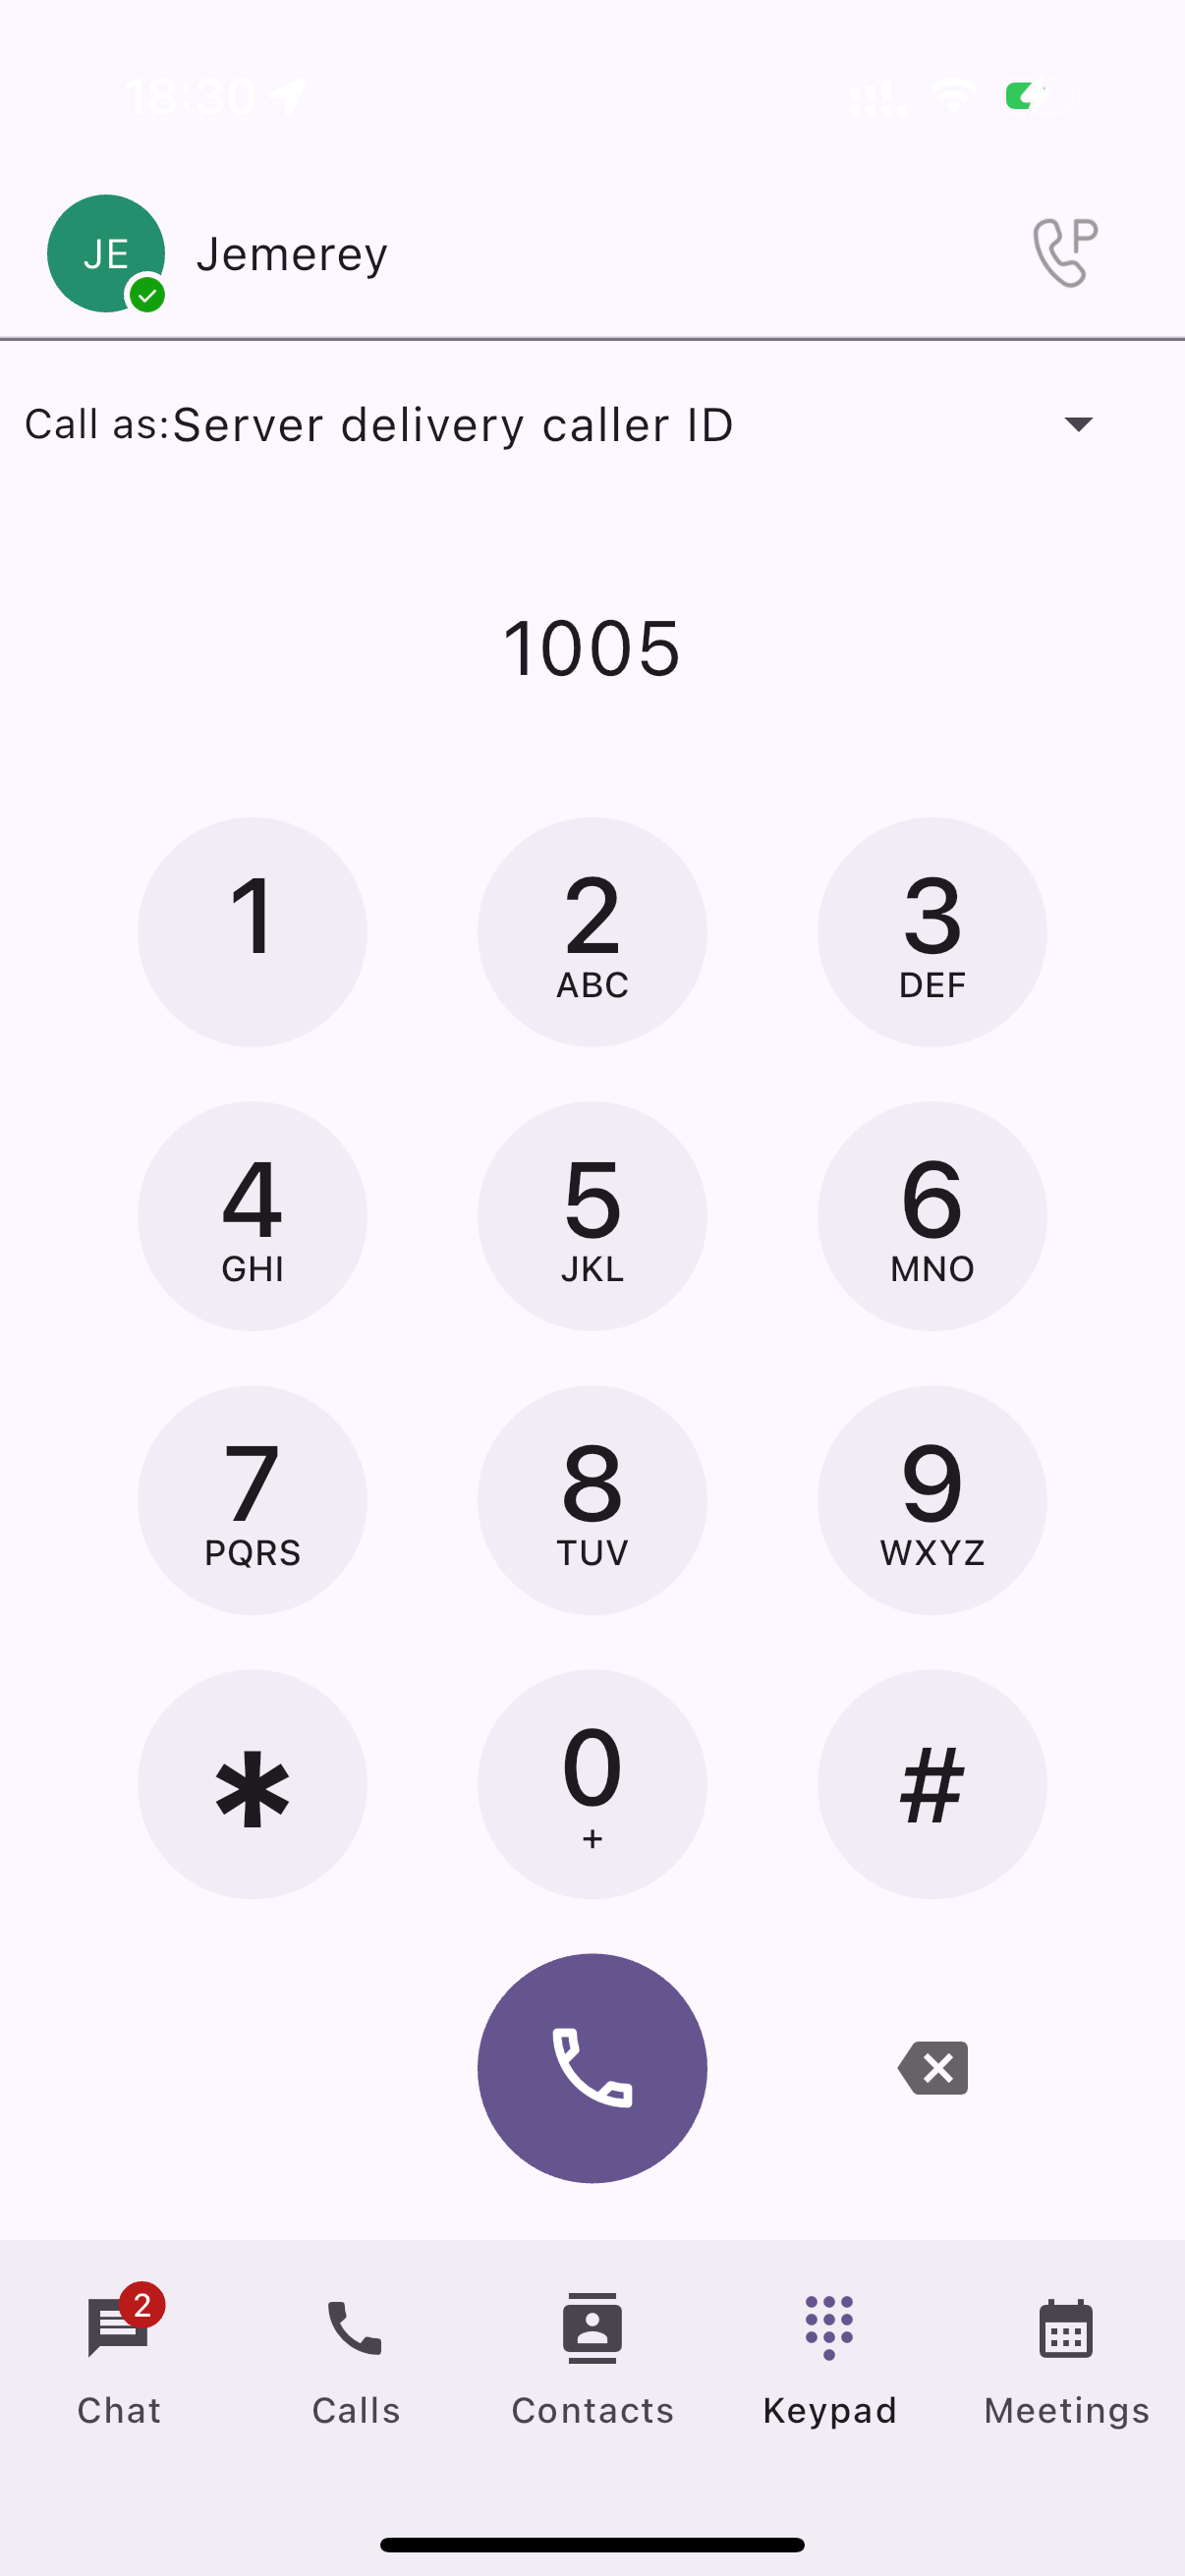 18:30
JE Jemerey
Call as:Server delivery caller ID
1005
1 2 3
ABC DEF
4 5 6
GHI JKL MNO
7 8 9
PQRS TUV WXYZ
* 0 #
+
2
Chat Calls Contacts Keypad Meetings